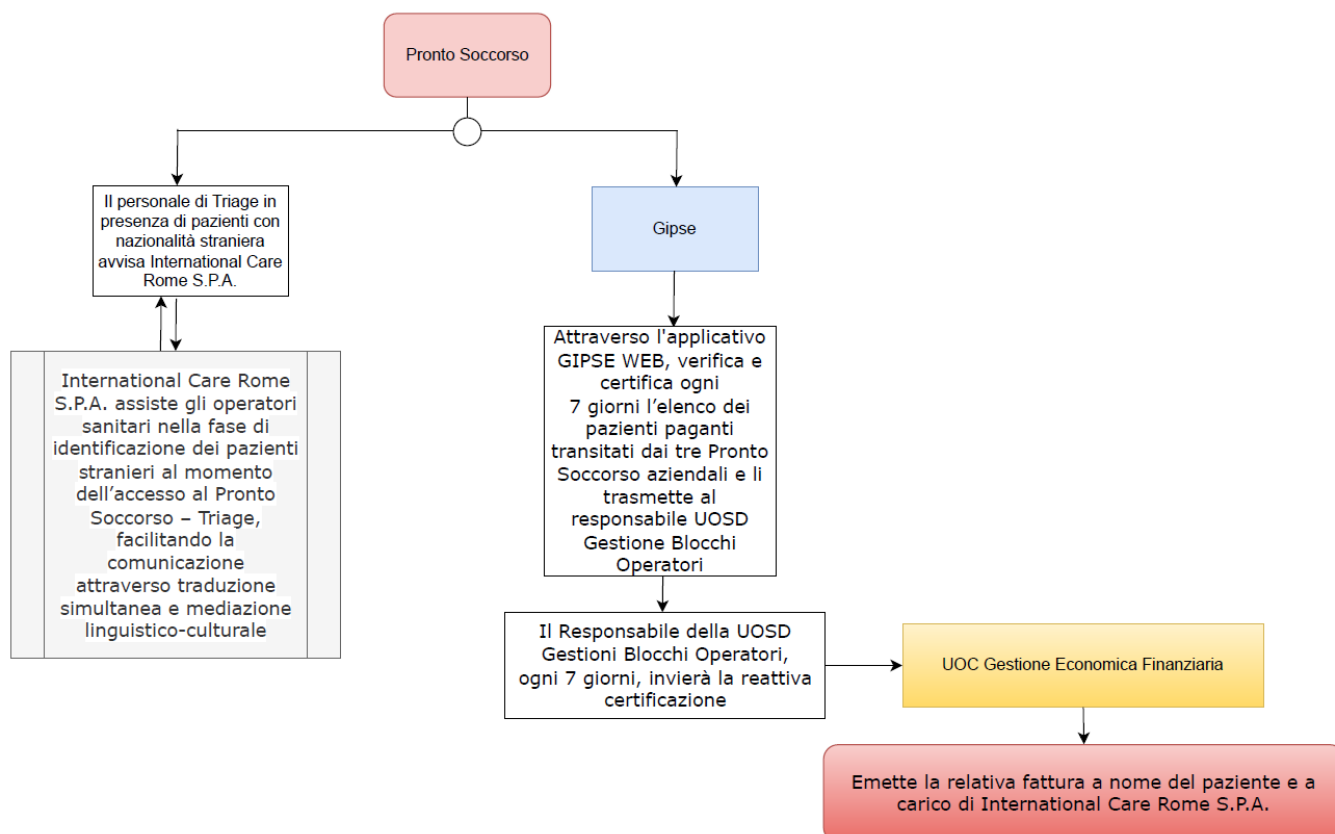 Pronto Soccorso
Il personale di Triage in
presenza di pazienti con
nazionalità straniera
avvisa International Care
Rome S.P.A.
Gipse
International Care Rome
S.P.A. assiste gli operatori
sanitari nella fase di
identificazione dei pazienti
stranieri al momento
dell’accesso al Pronto
Soccorso – Triage,
facilitando la
comunicazione
attraverso traduzione
simultanea e mediazione
linguistico-culturale
Attraverso l'applicativo
GIPSE WEB, verifica e
certifica ogni
7 giorni l’elenco dei
pazienti paganti
transitati dai tre Pronto
Soccorso aziendali e li
trasmette al
responsabile UOSD
Gestione Blocchi
Operatori
Il Responsabile della UOSD
Gestioni Blocchi Operatori,
ogni 7 giorni, invierà la reattiva
certificazione
UOC Gestione Economica Finanziaria
Emette la relativa fattura a nome del paziente e a
carico di International Care Rome S.P.A.